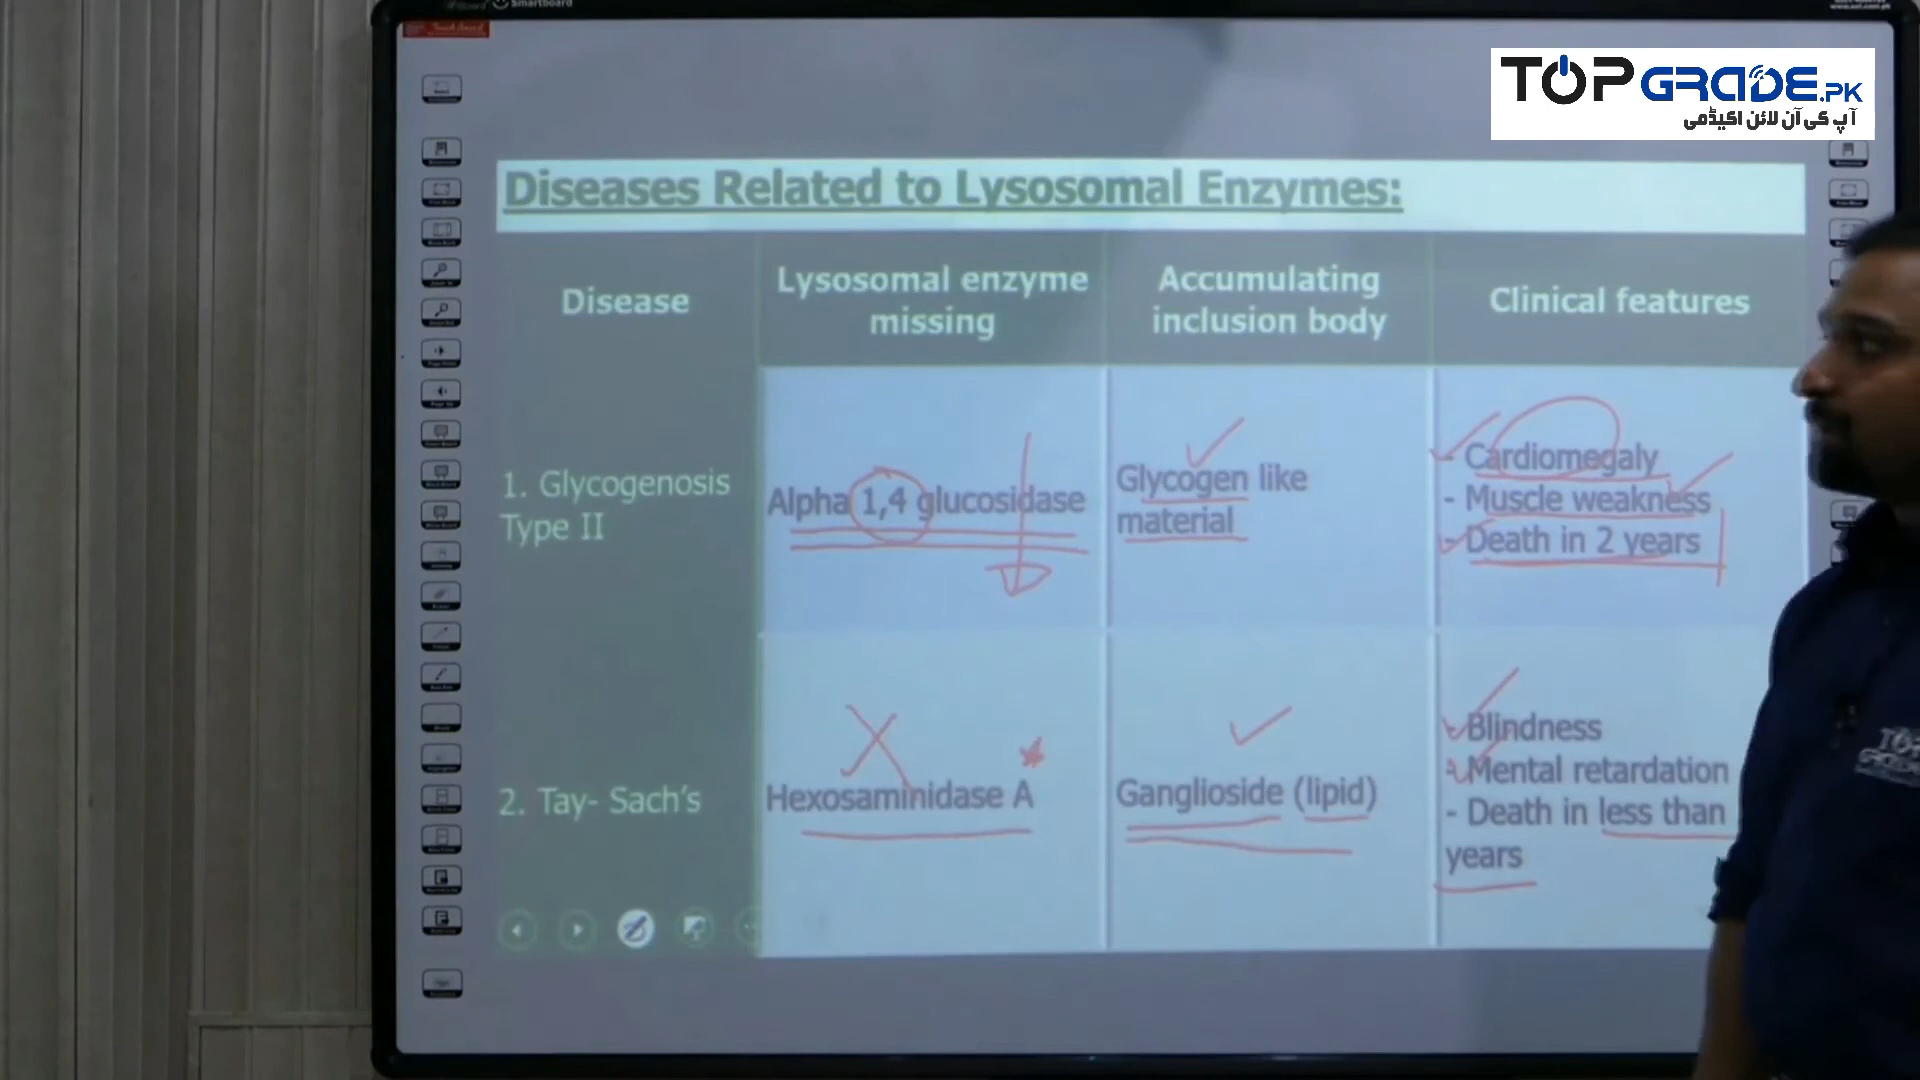 Smartboard
TOPGRADE.PK
آپ کی آن لائن اکیڈمی
Diseases Related to Lysosomal Enzymes:
Disease
Lysosomal enzyme
missing
Accumulating
inclusion body
Clinical features
1. Glycogenosis
Type II
Alpha 1,4 glucosidase
Glycogen like
material
- Cardiomegaly
- Muscle weakness
- Death in 2 years
2. Tay- Sach's
Hexosaminidase A
Ganglioside (lipid)
- Blindness
- Mental retardation
- Death in less than
years